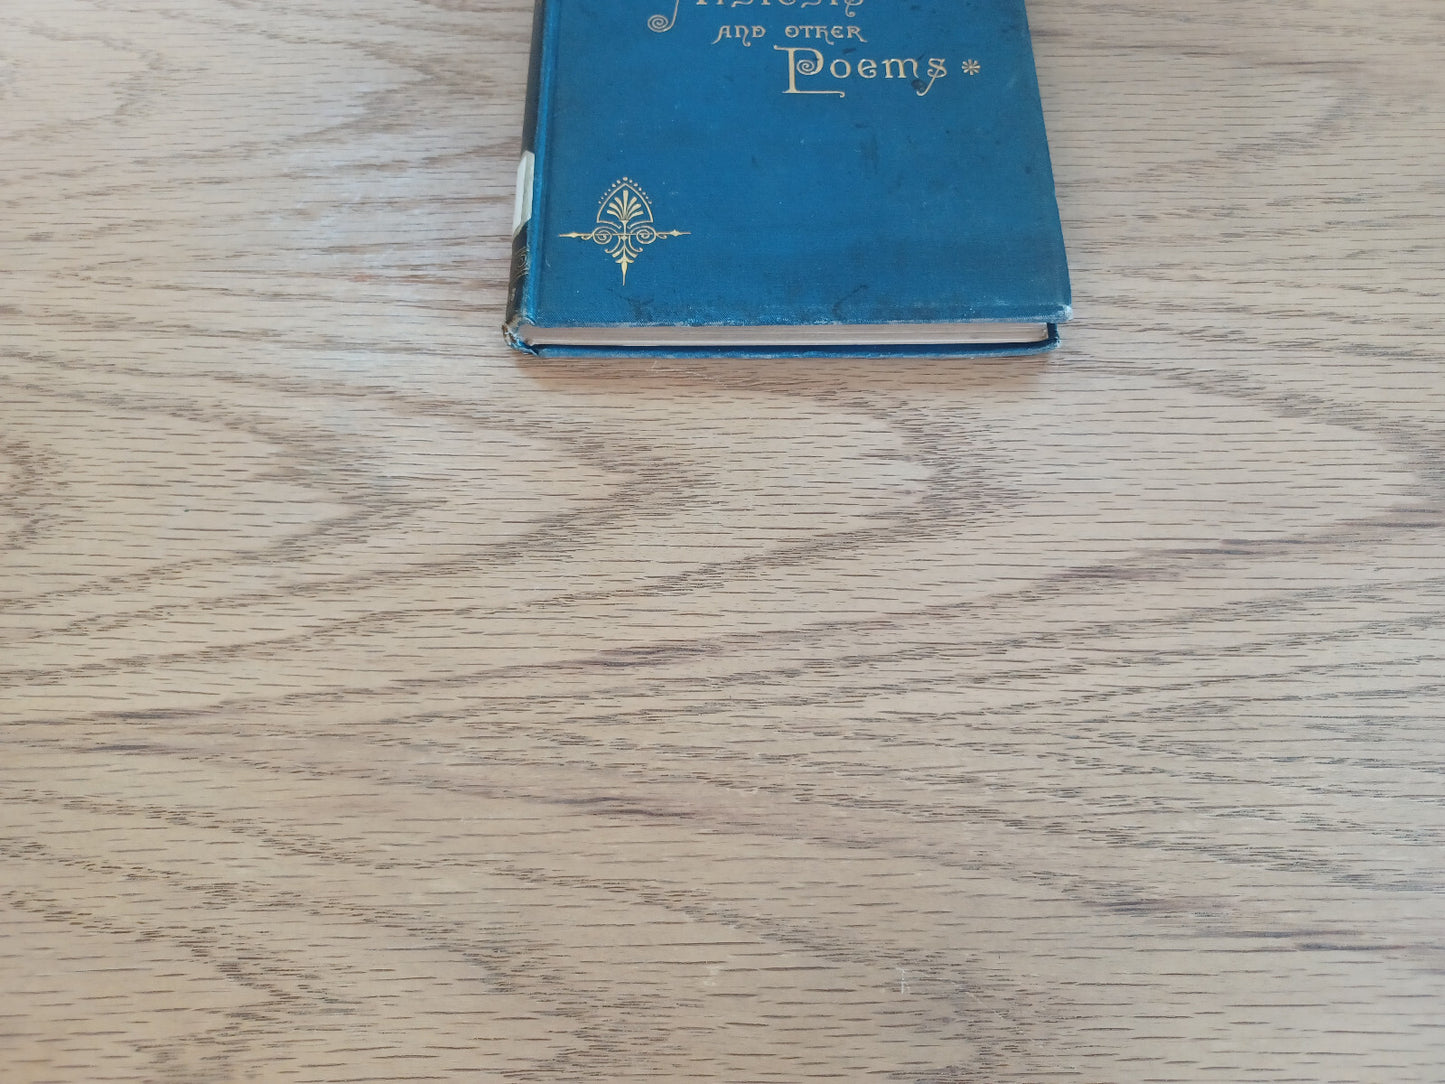 AND OTHER
Poems *